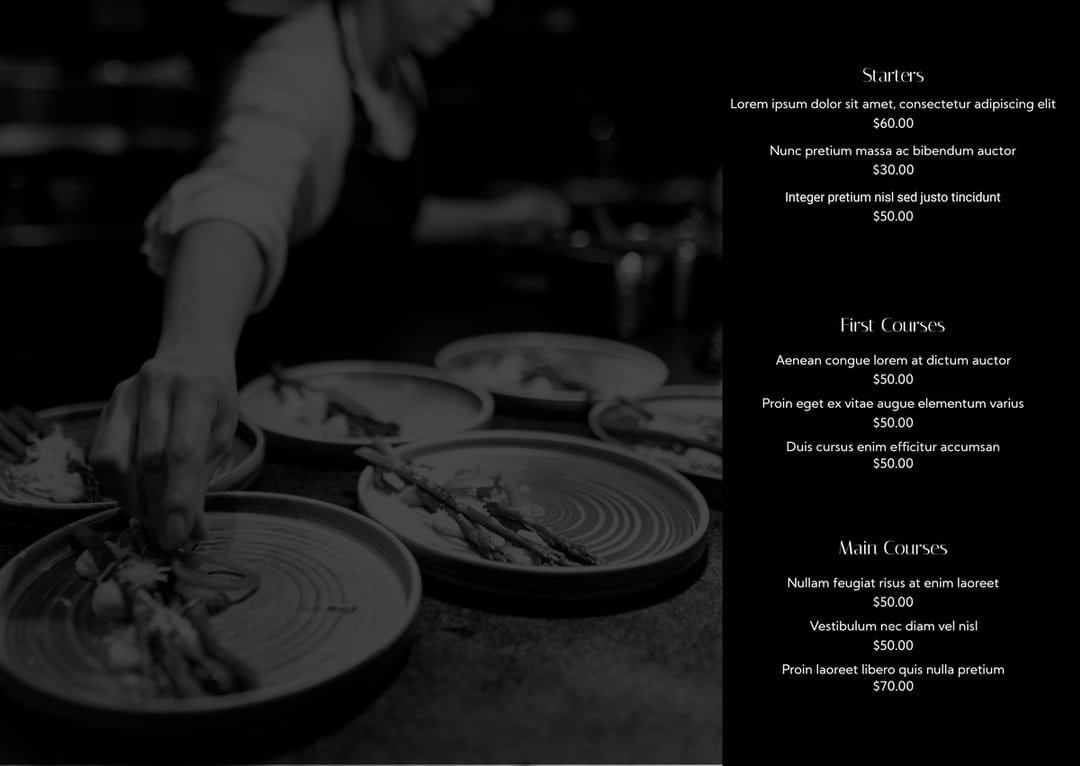 Starters
Lorem ipsum dolor sit amet, consectetur adipiscing elit
$60.00
Nunc pretium massa ac bibendum auctor
$30.00
Integer pretium nisl sed justo tincidunt
$50.00
First Courses
Aenean congue lorem at dictum auctor
$50.00
Proin eget ex vitae augue elementum varius
$50.00
Duis cursus enim efficitur accumsan
$50.00
Main Courses
Nullam feugiat risus at enim laoreet
$50.00
Vestibulum nec diam vel nisl
$50.00
Proin laoreet libero quis nulla pretium
$70.00